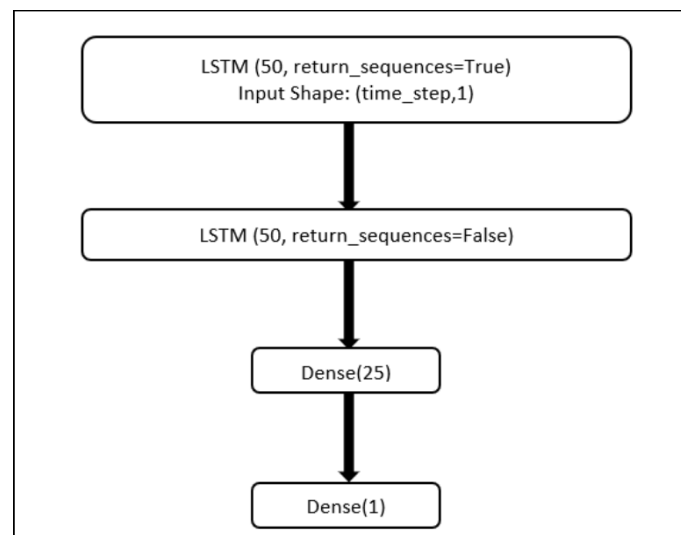 LSTM (50, return_sequences=True)
Input Shape: (time_step,1)
LSTM (50, return_sequences=False)
Dense(25)
Dense(1)